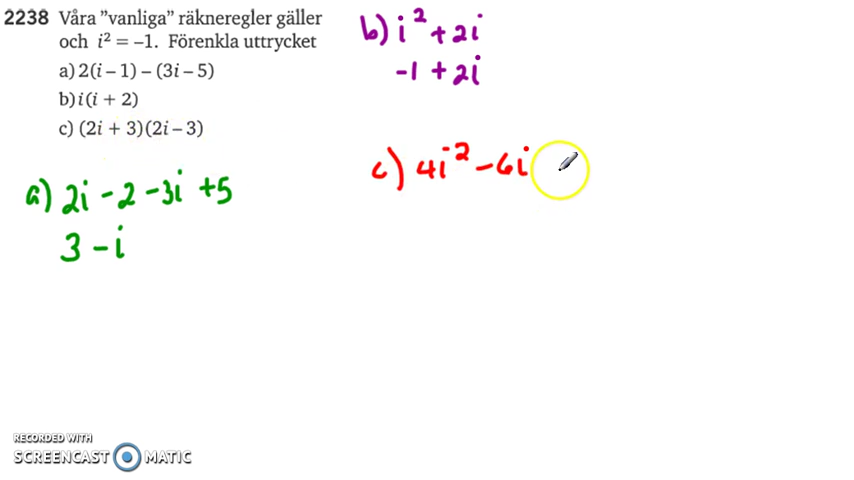 2238 Våra ”vanliga” räkneregler gäller
och i² = –1. Förenkla uttrycket
a) 2(i – 1) – (3i – 5)
b) i(i + 2)
c) (2i + 3)(2i – 3)
a) 2i - 2 - 3i + 5
3 - i
b) i² + 2i
-1 + 2i
c) 4i² - 6i
RECORDED WITH
SCREENCAST MATIC